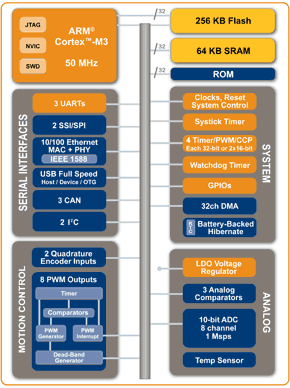 JTAG
NVIC
SWD
ARM®
Cortex™-M3
50 MHz
32
32
256 KB Flash
64 KB SRAM
ROM
SERIAL INTERFACES
3 UARTs
2 SSI/SPI
10/100 Ethernet
MAC + PHY
IEEE 1588
USB Full Speed
Host / Device / OTG
3 CAN
2 I²C
SYSTEM
Clocks, Reset
System Control
Systick Timer
4 Timer/PWM/CCP
Each 32-bit or 2x16-bit
Watchdog Timer
GPIOs
32ch DMA
Battery-Backed
Hibernate
MOTION CONTROL
2 Quadrature
Encoder Inputs
8 PWM Outputs
Timer
Comparators
PWM
Generator
PWM
Interrupt
Dead-Band
Generator
ANALOG
LDO Voltage
Regulator
3 Analog
Comparators
10-bit ADC
8 channel
1 Msps
Temp Sensor